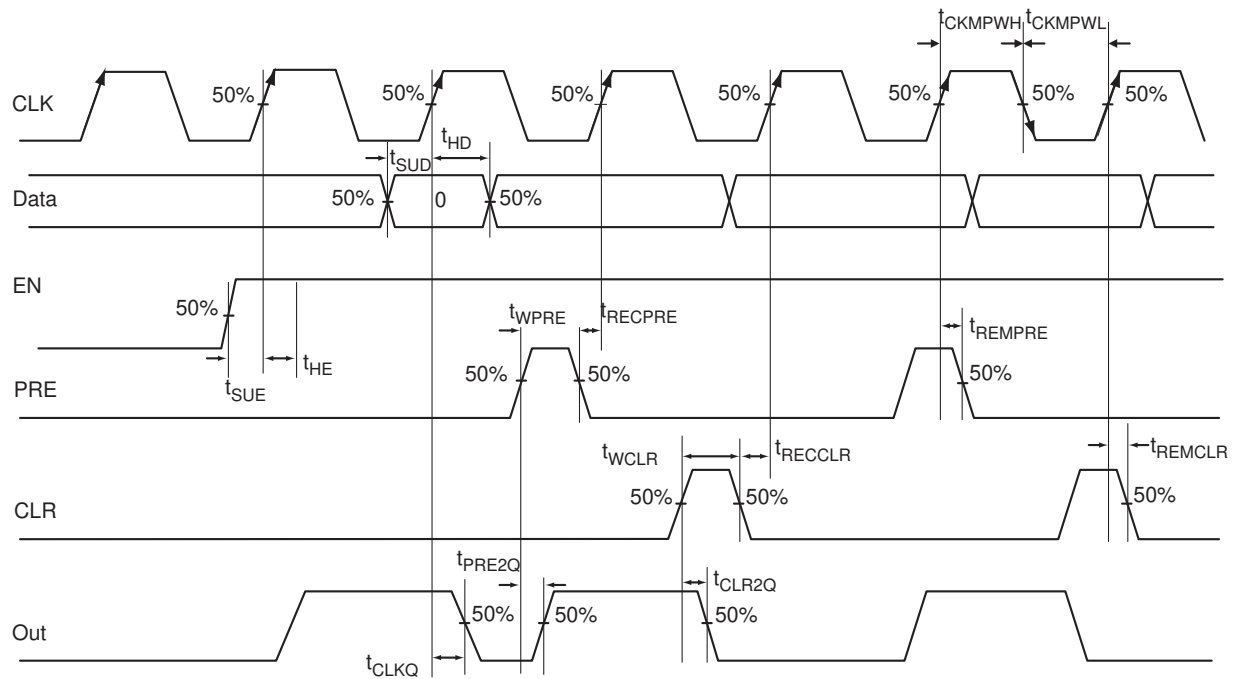 tCKMPWH tCKMPWL
CLK 50% 50% 50% 50% 50% 50% 50%
tSUD tHD
Data 50% 0 50%
EN
50% tWPRE tRECPRE tREMPRE
tSUE tHE
PRE 50% 50% 50%
tWCLR tRECCLR tREMCLR
CLR 50% 50% 50%
tPRE2Q tCLR2Q
Out 50% 50% 50%
tCLKQ